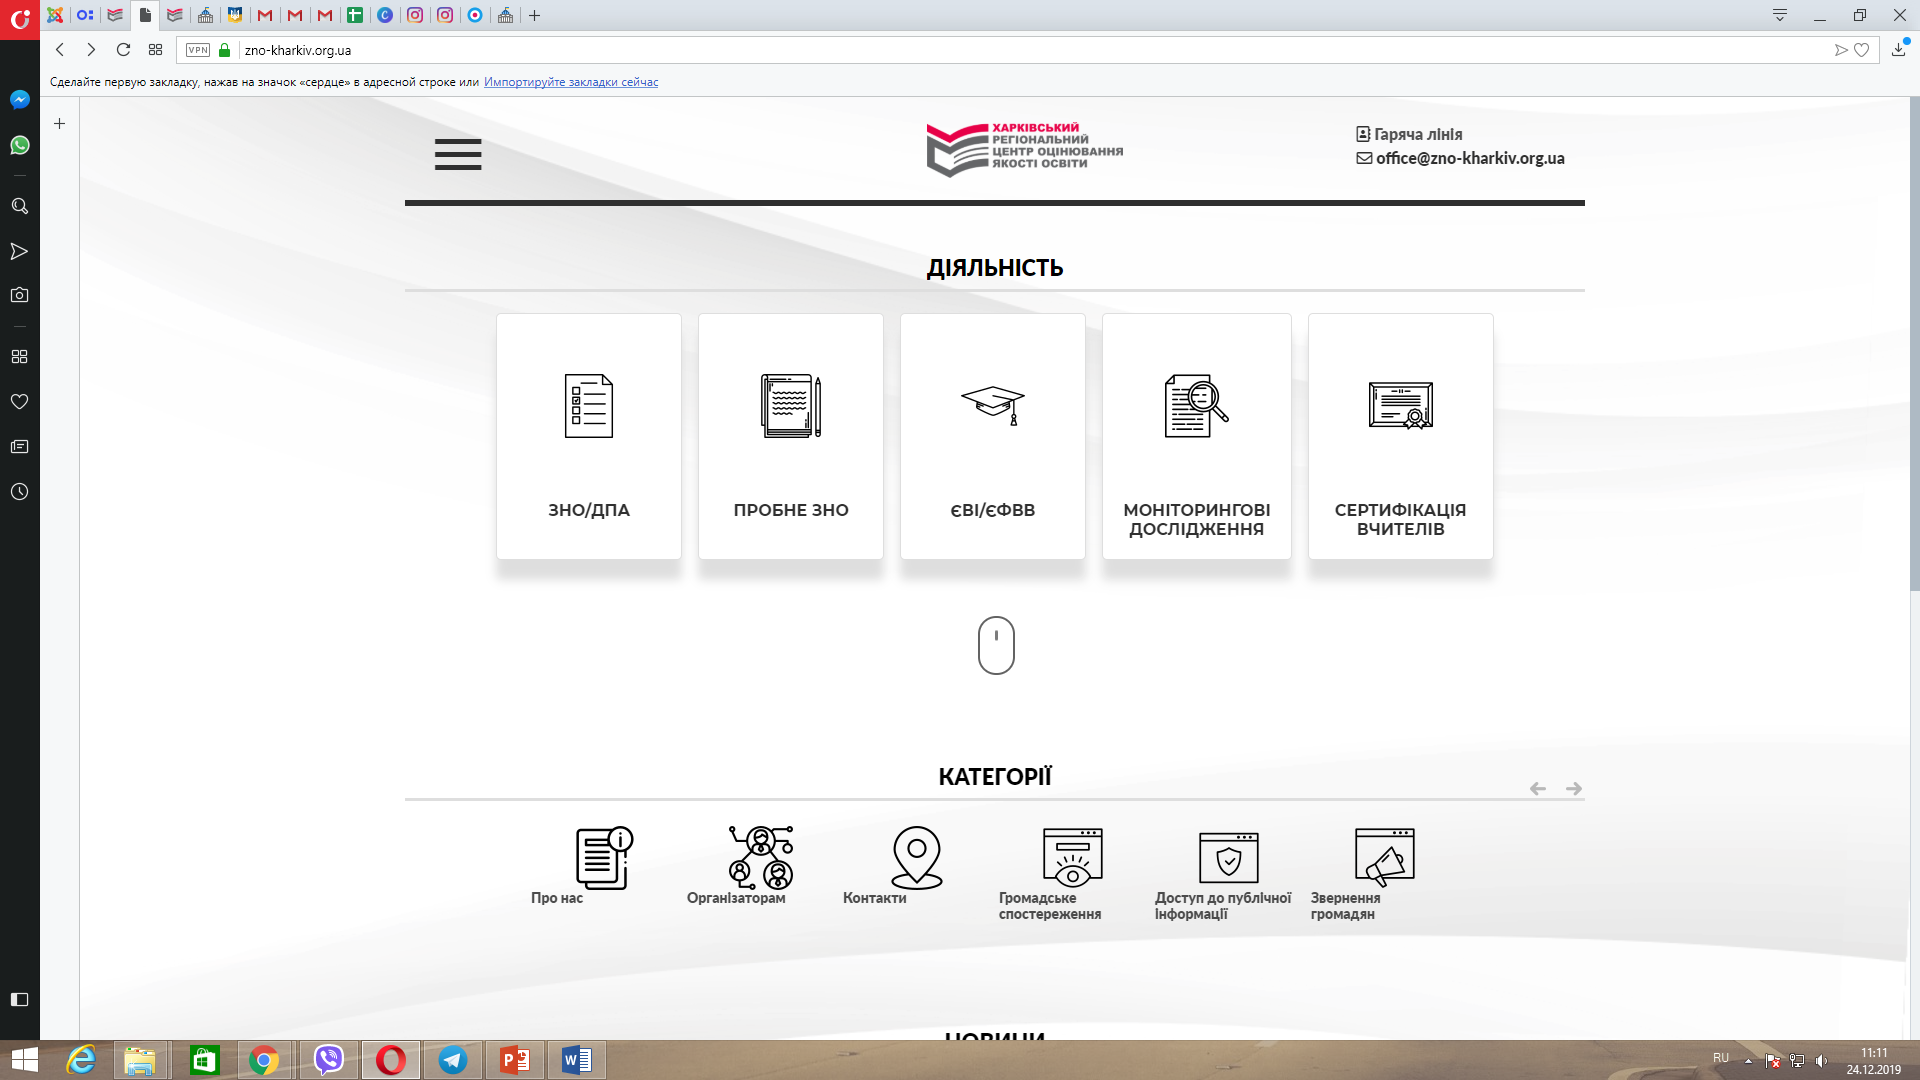 VPN
zno-kharkiv.org.ua
Сделайте первую закладку, нажав на значок «сердце» в адресной строке или Импортируйте закладки сейчас
ХАРКІВСЬКИЙ
РЕГІОНАЛЬНИЙ
ЦЕНТР ОЦІНЮВАННЯ
ЯКОСТІ ОСВІТИ
Гаряча лінія
office@zno-kharkiv.org.ua
ДІЯЛЬНІСТЬ
ЗНО/ДПА
ПРОБНЕ ЗНО
ЄВІ/ЄФВВ
МОНІТОРИНГОВІ
ДОСЛІДЖЕННЯ
СЕРТИФІКАЦІЯ
ВЧИТЕЛІВ
КАТЕГОРІЇ
Про нас
Організаторам
Контакти
Громадське
спостереження
Доступ до публічної
інформації
Звернення
громадян
НОВИНИ
RU
11:11
24.12.2019